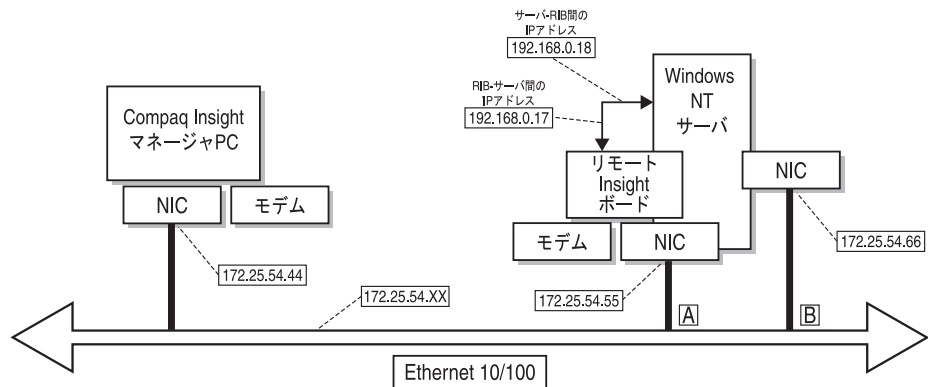 サーバ-RIB間の
IPアドレス
192.168.0.18
RIB-サーバ間の
IPアドレス
192.168.0.17
Windows
NT
サーバ
Compaq Insight
マネージャPC
NIC
モデム
リモート
Insight
ボード
モデム
NIC
NIC
172.25.54.44
172.25.54.XX
172.25.54.55
172.25.54.66
A
B
Ethernet 10/100